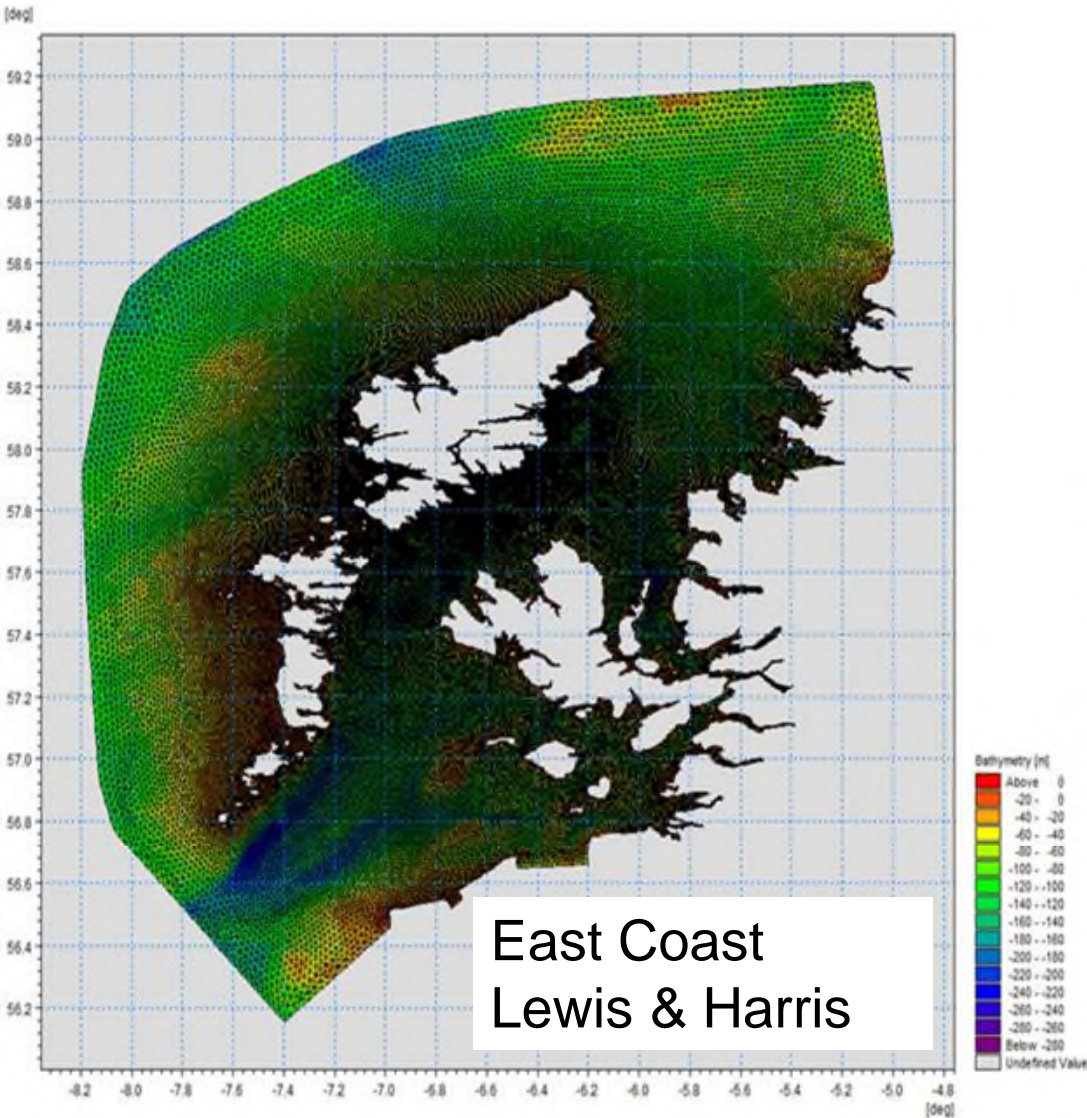 [deg]
59.2
59.0
58.8
58.6
58.4
58.2
58.0
57.8
57.6
57.4
57.2
57.0
56.8
56.6
56.4
56.2
-8.2 -8.0 -7.8 -7.6 -7.4 -7.2 -7.0 -6.8 -6.6 -6.4 -6.2 -6.0 -5.8 -5.6 -5.4 -5.2 -5.0 -4.8
[deg]
East Coast
Lewis & Harris
Bathymetry [m]
Above 0
-20 - 0
-40 - -20
-60 - -40
-80 - -60
-100 - -80
-120 - -100
-140 - -120
-160 - -140
-180 - -160
-200 - -180
-220 - -200
-240 - -220
-260 - -240
-280 - -260
Below -280
Undefined Value